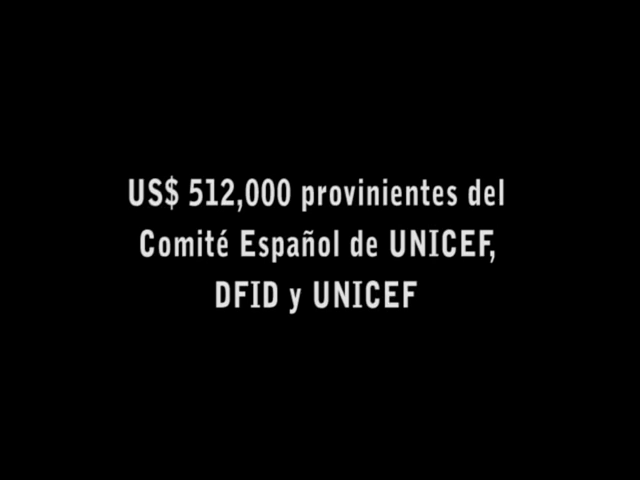 US$ 512,000 provinientes del
Comité Español de UNICEF,
DFID y UNICEF